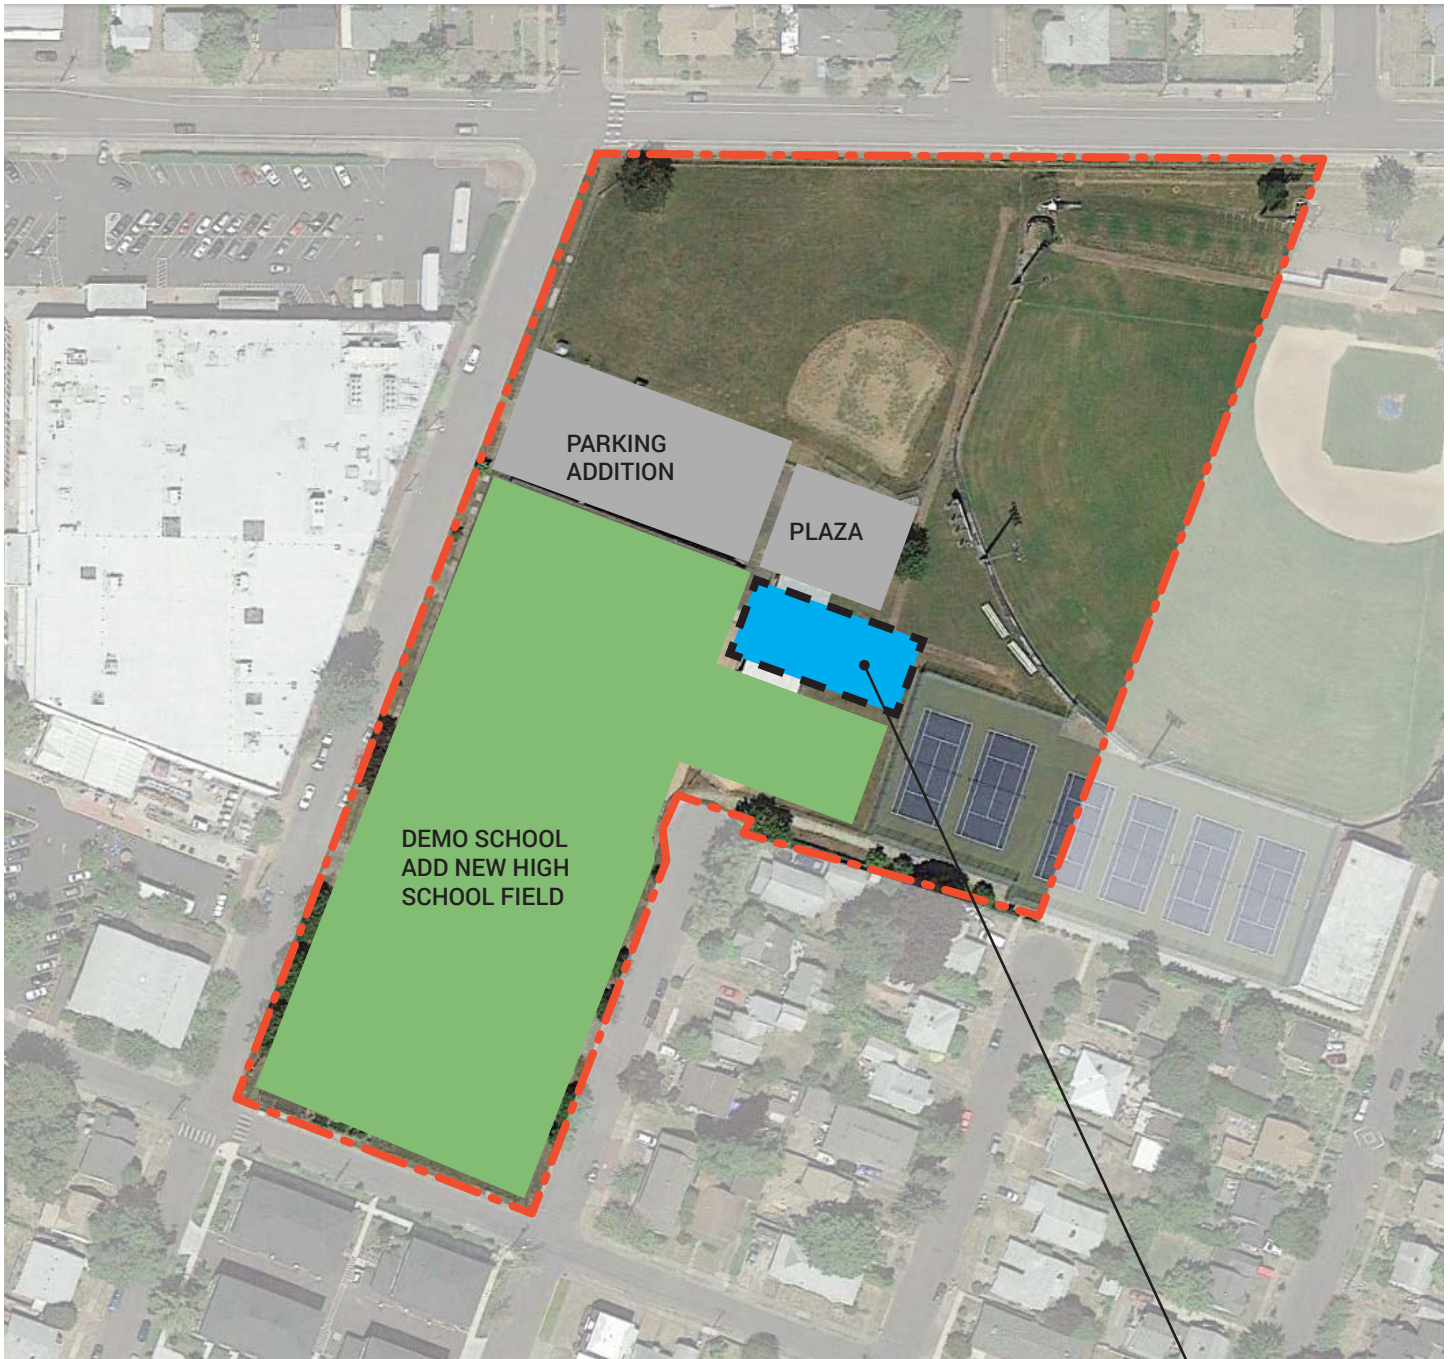 PARKING
ADDITION
PLAZA
DEMO SCHOOL
ADD NEW HIGH
SCHOOL FIELD